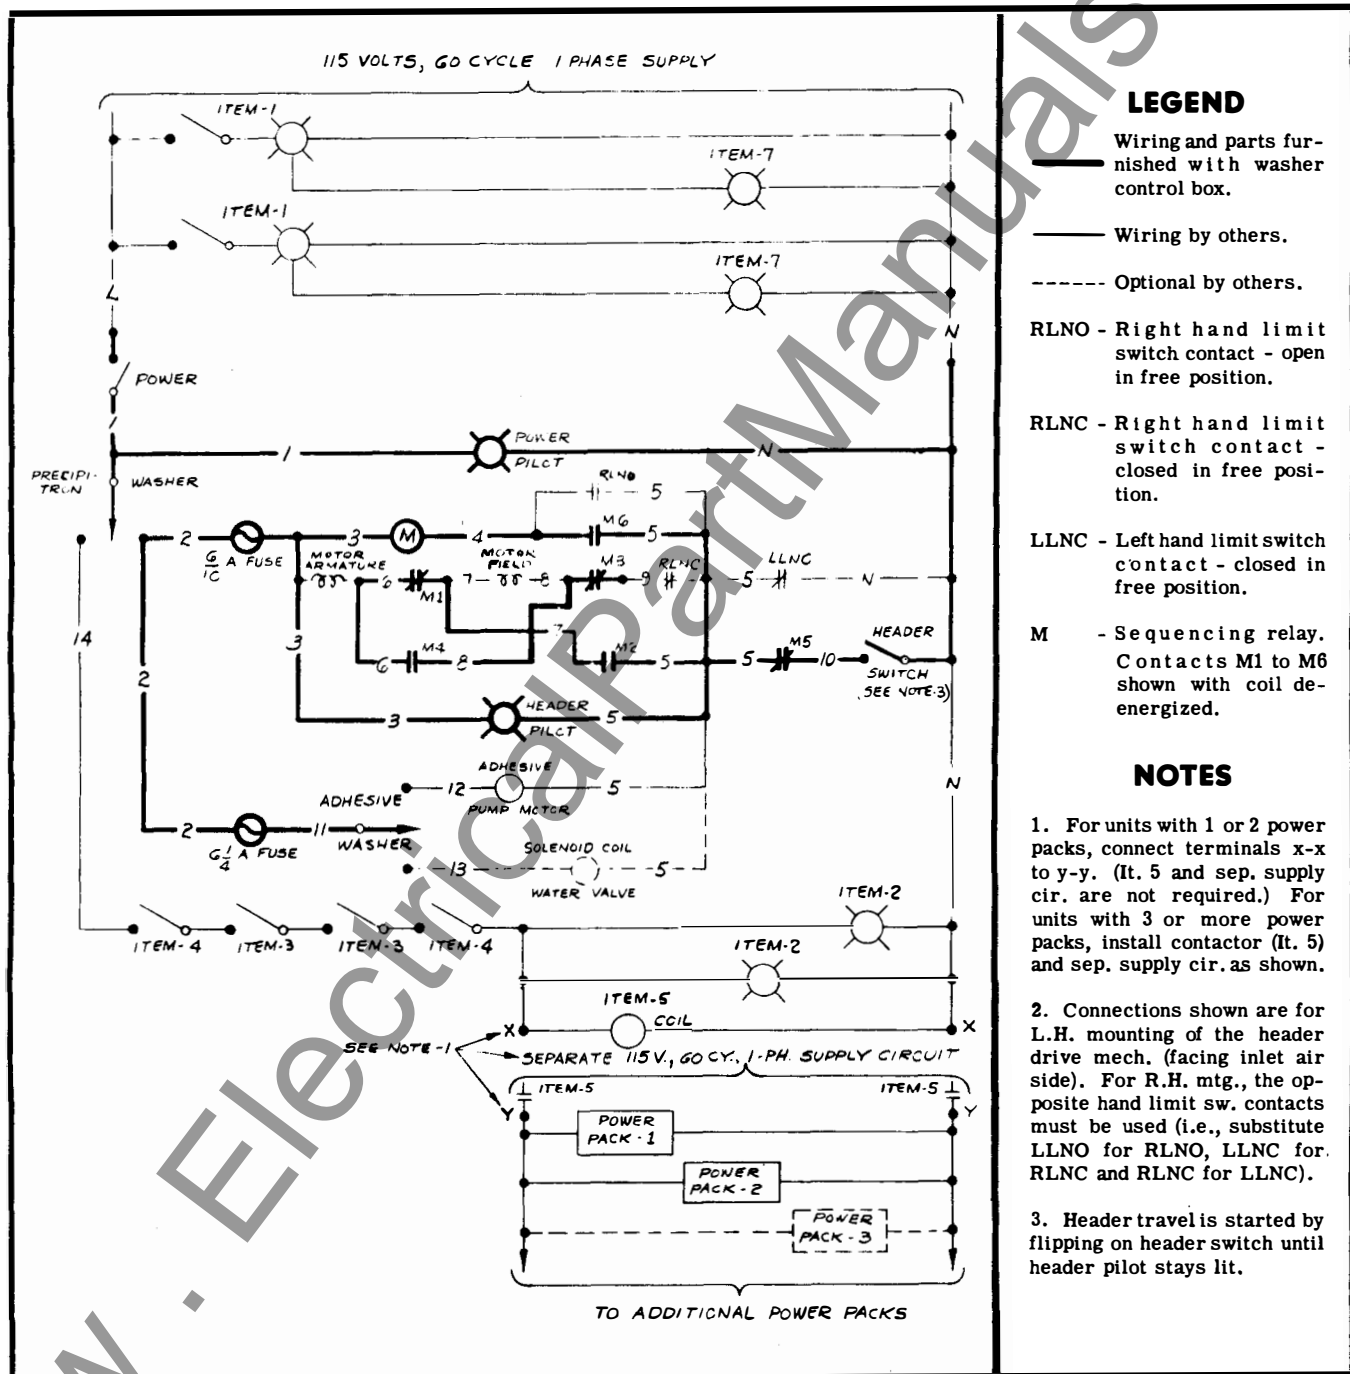 115 VOLTS, 60 CYCLE 1 PHASE SUPPLY
ITEM-1
ITEM-7
ITEM-1
ITEM-7
L
N
POWER
1
1
POWER
PILOT
N
PRECIPI-
TRON
WASHER
RLNO
5
2
6/10 A FUSE
3
M
4
M6
5
MOTOR
ARMATURE
6
M1
7
MOTOR
FIELD
8
M3
9
RLNC
5
LLNC
N
14
3
7
6
M4
8
M2
5
5
M5
10
HEADER
SWITCH
(SEE NOTE-3)
2
3
HEADER
PILOT
5
N
ADHESIVE
12
PUMP MOTOR
5
ADHESIVE
2
6 1/4 A FUSE
11
WASHER
SOLENOID COIL
13
5
WATER VALVE
ITEM-4
ITEM-3
ITEM-3
ITEM-4
ITEM-2
ITEM-2
ITEM-5
X
COIL
X
SEE NOTE-1
SEPARATE 115 V., 60 CY., 1-PH. SUPPLY CIRCUIT
ITEM-5
ITEM-5
Y
Y
POWER
PACK-1
POWER
PACK-2
POWER
PACK-3
TO ADDITIONAL POWER PACKS
LEGEND
Wiring and parts fur-
nished with washer
control box.
Wiring by others.
Optional by others.
RLNO - Right hand limit
switch contact - open
in free position.
RLNC - Right hand limit
switch contact -
closed in free posi-
tion.
LLNC - Left hand limit switch
contact - closed in
free position.
M - Sequencing relay.
Contacts M1 to M6
shown with coil de-
energized.
NOTES
1. For units with 1 or 2 power
packs, connect terminals x-x
to y-y. (It. 5 and sep. supply
cir. are not required.) For
units with 3 or more power
packs, install contactor (It. 5)
and sep. supply cir. as shown.
2. Connections shown are for
L.H. mounting of the header
drive mech. (facing inlet air
side). For R.H. mtg., the op-
posite hand limit sw. contacts
must be used (i.e., substitute
LLNO for RLNO, LLNC for
RLNC and RLNC for LLNC).
3. Header travel is started by
flipping on header switch until
header pilot stays lit.
w . ElectricalPartManuals